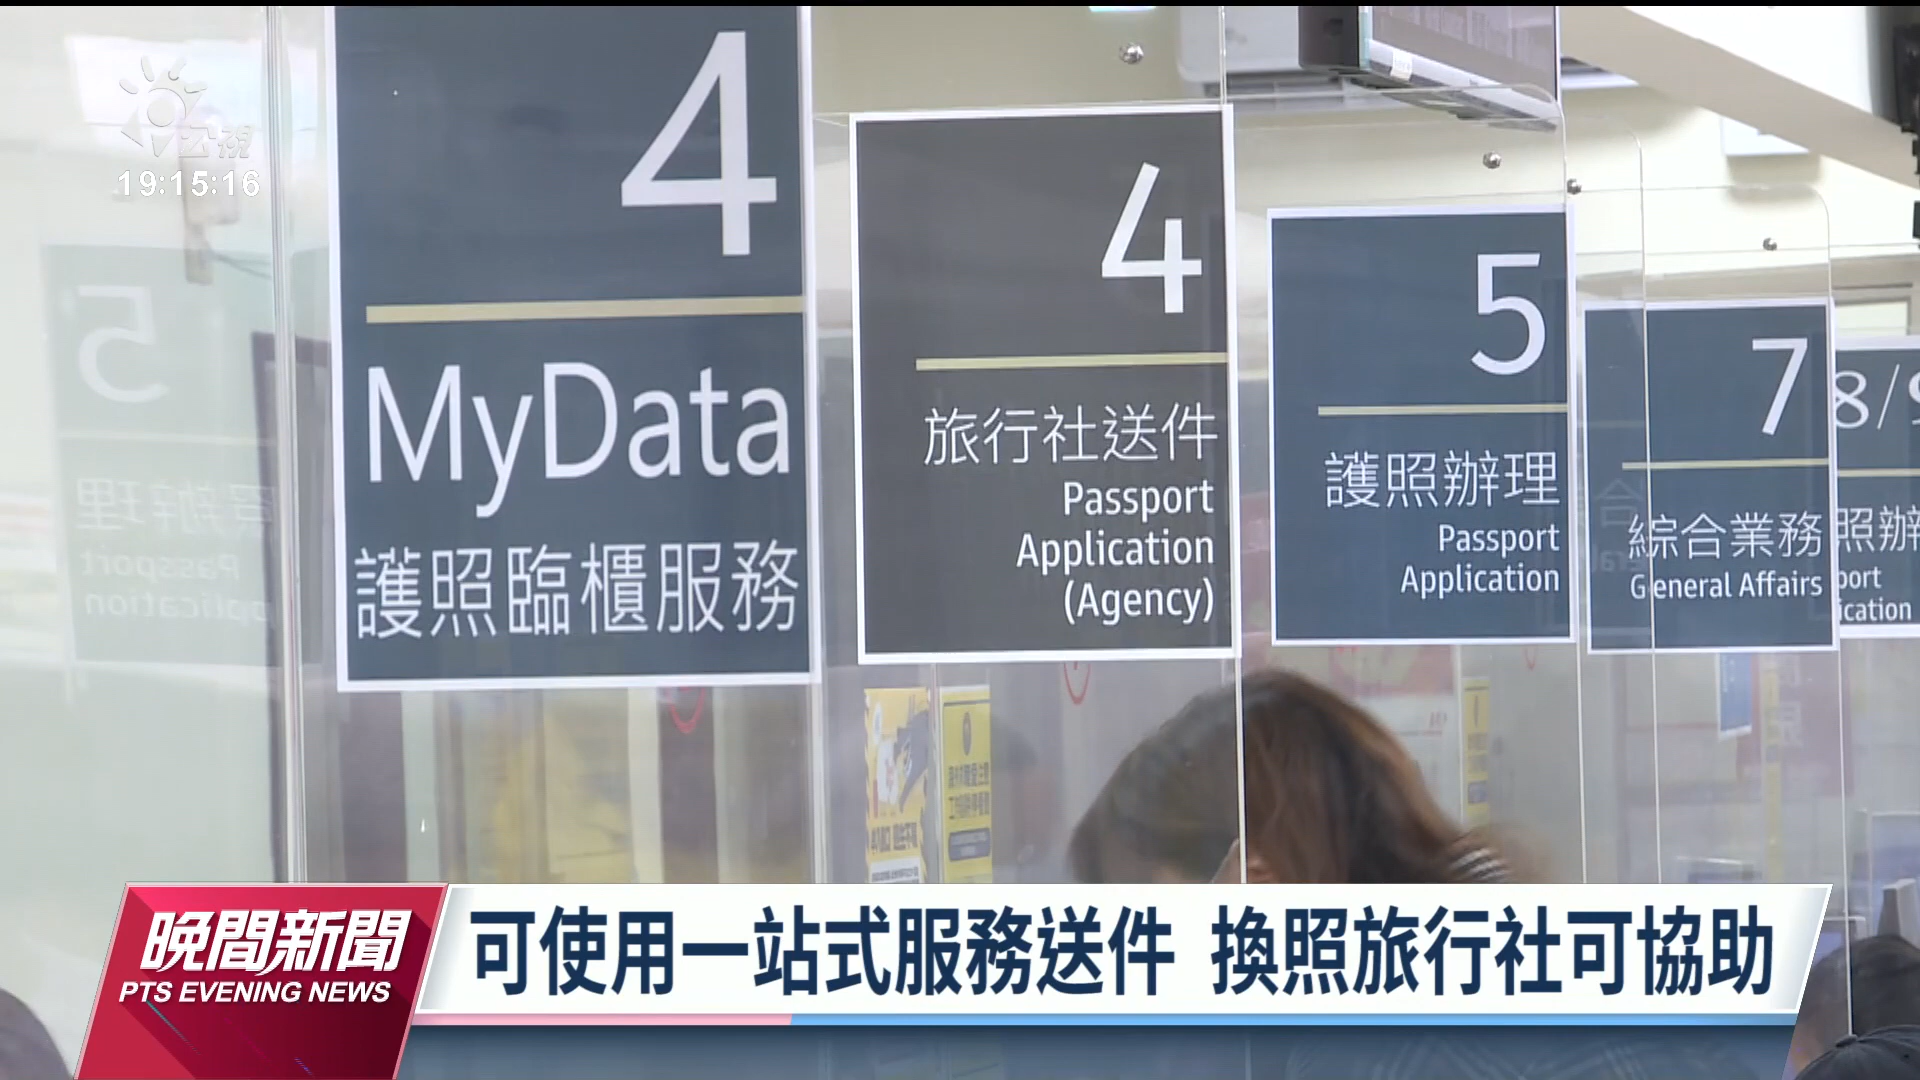 公視
19:15:16
4
MyData
護照臨櫃服務
4
旅行社送件
Passport
Application
(Agency)
5
護照辦理
Passport
Application
7
綜合業務
General Affairs
8/
照辦
晚間新聞
PTS EVENING NEWS
可使用一站式服務送件 換照旅行社可協助